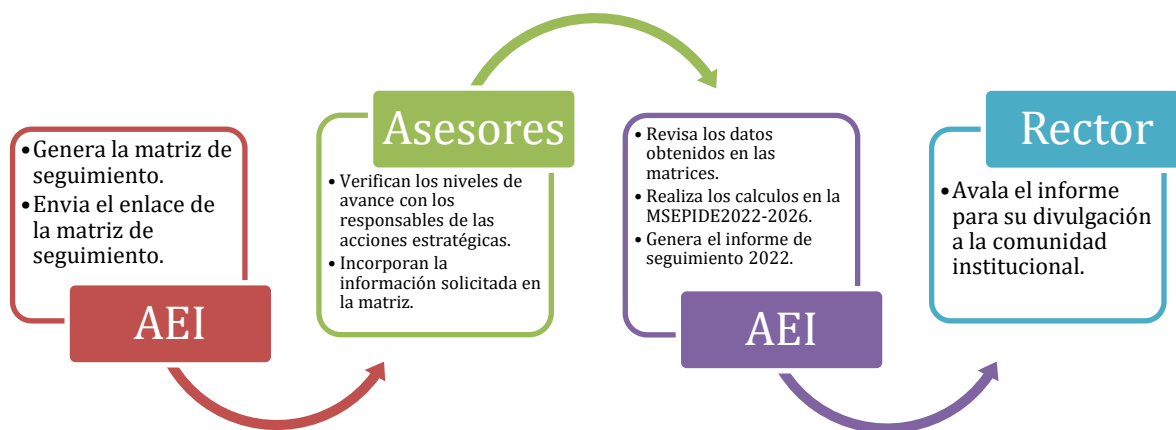 •Genera la matriz de
seguimiento.
•Envia el enlace de
la matriz de
seguimiento.
AEI
Asesores
•Verifican los niveles de
avance con los
responsables de las
acciones estratégicas.
•Incorporan la
información solicitada en
la matriz.
•Revisa los datos
obtenidos en las
matrices.
•Realiza los calculos en la
MSEPIDE2022-2026.
•Genera el informe de
seguimiento 2022.
AEI
Rector
•Avala el informe
para su divulgación
a la comunidad
institucional.